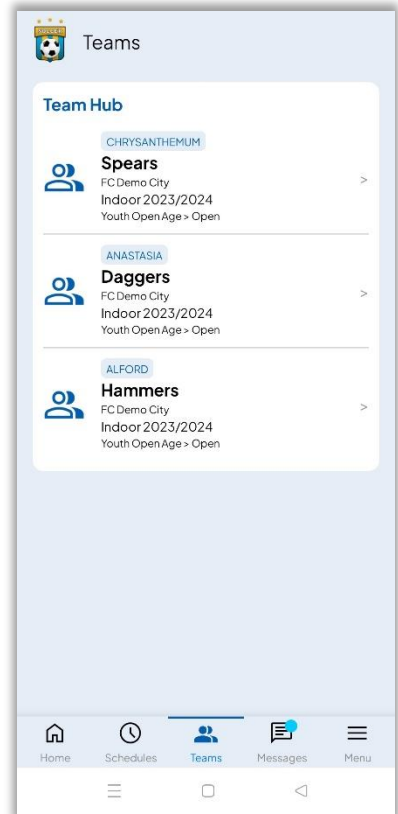 SOCCER
Teams
Team Hub
CHRYSANTHEMUM
Spears
FC Demo City
Indoor 2023/2024
Youth Open Age > Open
>
ANASTASIA
Daggers
FC Demo City
Indoor 2023/2024
Youth Open Age > Open
>
ALFORD
Hammers
FC Demo City
Indoor 2023/2024
Youth Open Age > Open
>
Home Schedules Teams Messages Menu